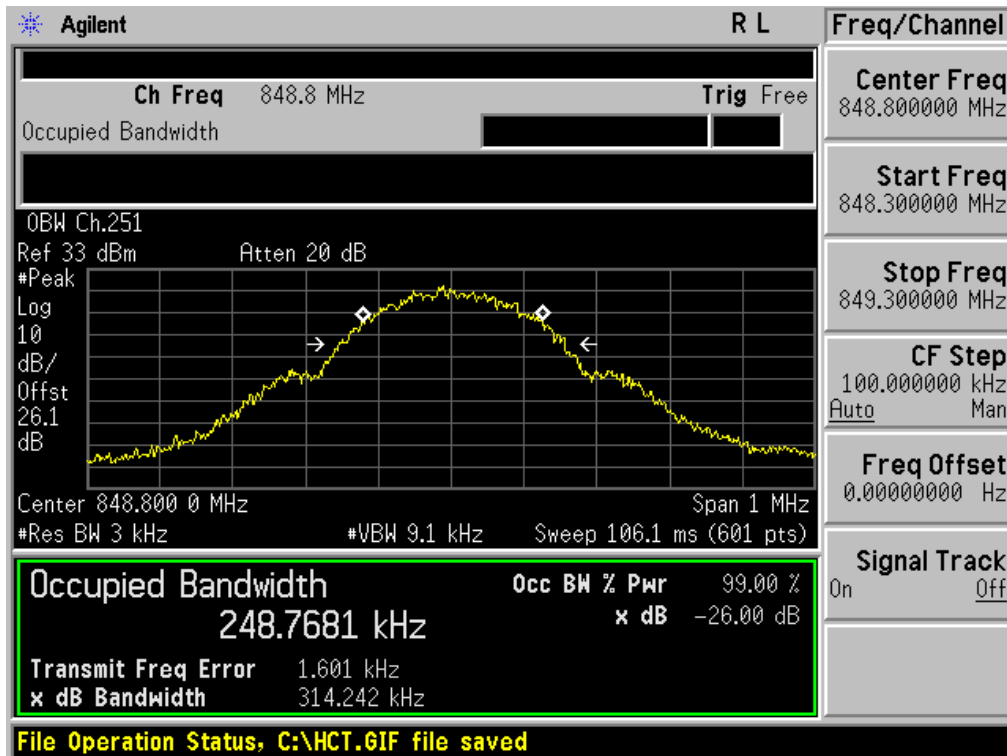 Agilent R L
Freq/Channel
Ch Freq 848.8 MHz Trig Free
Occupied Bandwidth
OBW Ch.251
Ref 33 dBm Atten 20 dB
#Peak
Log
10
dB/
Offst
26.1
dB
Center 848.800 0 MHz Span 1 MHz
#Res BW 3 kHz #VBW 9.1 kHz Sweep 106.1 ms (601 pts)
Occupied Bandwidth Occ BW % Pwr 99.00 %
248.7681 kHz x dB -26.00 dB
Transmit Freq Error 1.601 kHz
x dB Bandwidth 314.242 kHz
Center Freq
848.800000 MHz
Start Freq
848.300000 MHz
Stop Freq
849.300000 MHz
CF Step
100.000000 kHz
Auto Man
Freq Offset
0.00000000 Hz
Signal Track
On Off
File Operation Status, C:\HCT.GIF file saved